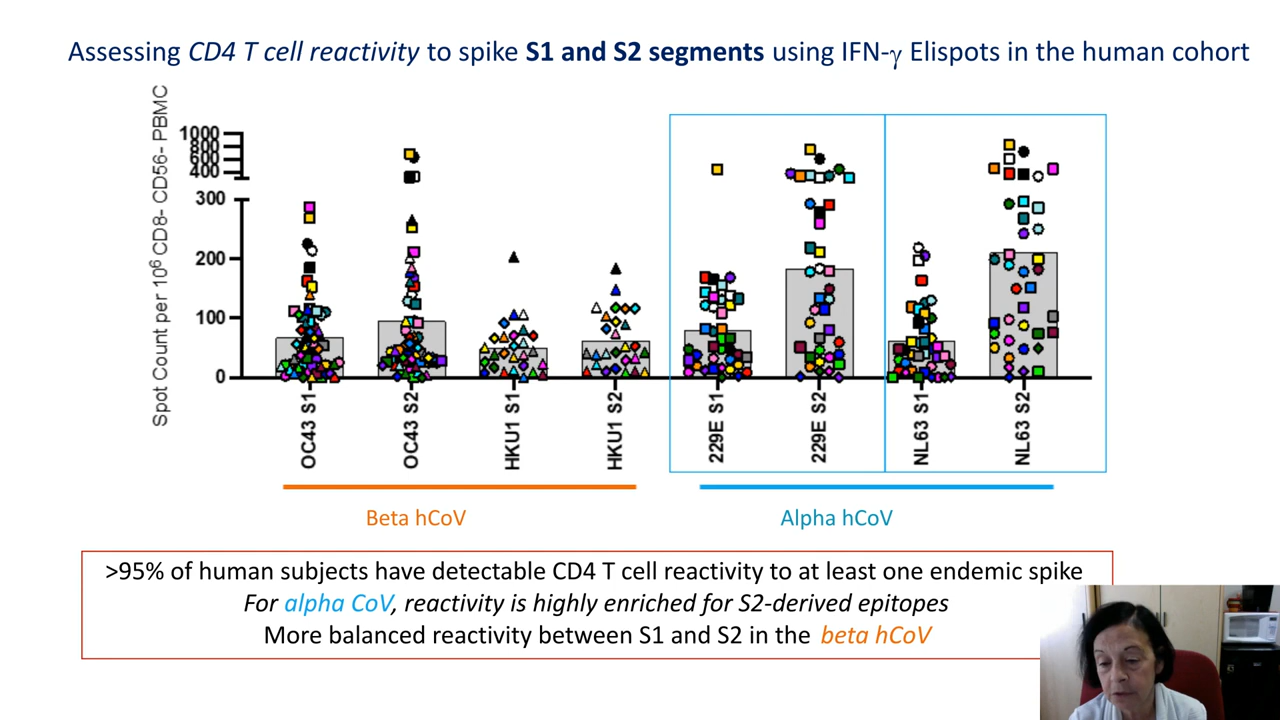 Assessing CD4 T cell reactivity to spike S1 and S2 segments using IFN-γ Elispots in the human cohort
Spot Count per 10⁶ CD8- CD56- PBMC
1000
800
600
400
300
200
100
0
OC43 S1
OC43 S2
HKU1 S1
HKU1 S2
229E S1
229E S2
NL63 S1
NL63 S2
Beta hCoV
Alpha hCoV
>95% of human subjects have detectable CD4 T cell reactivity to at least one endemic spike
For alpha CoV, reactivity is highly enriched for S2-derived epitopes
More balanced reactivity between S1 and S2 in the beta hCoV